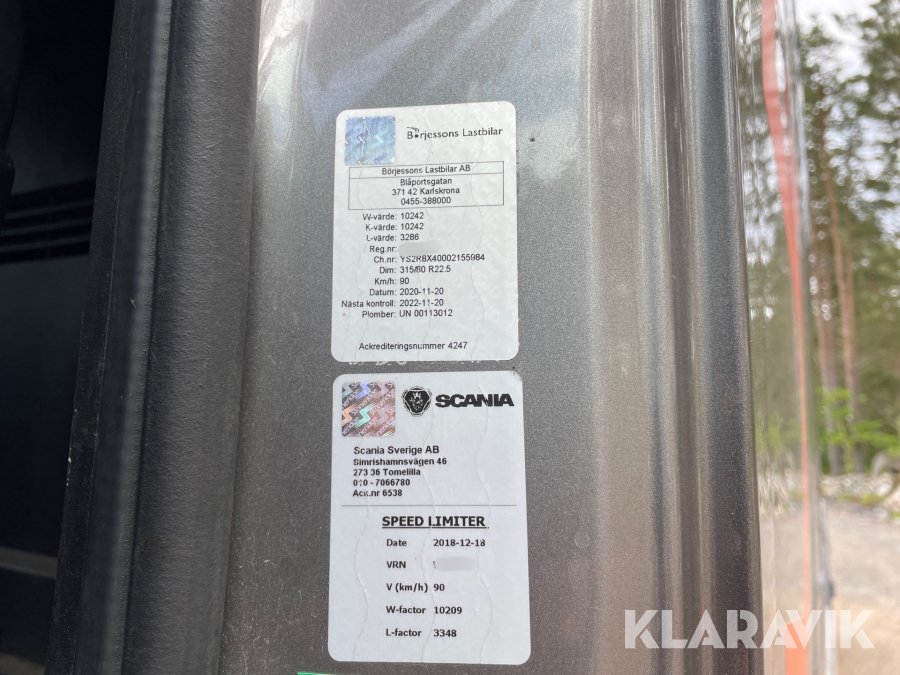 Börjessons Lastbilar
Börjessons Lastbilar AB
Blåportsgatan
371 42 Karlskrona
0455-388000
W-värde: 10242
K-värde: 10242
L-värde: 3286
Reg.nr:
Ch.nr: YS2R8X40002155984
Dim: 315/80 R22.5
Km/h: 90
Datum: 2020-11-20
Nästa kontroll: 2022-11-20
Plomber: UN 00113012
Ackrediteringsnummer 4247
SCANIA
Scania Sverige AB
Simrishamnsvägen 46
273 36 Tomelilla
010 - 7066780
Ack.nr 6538
SPEED LIMITER
Date 2018-12-18
VRN
V (km/h) 90
W-factor 10209
L-factor 3348
KLARAVIK